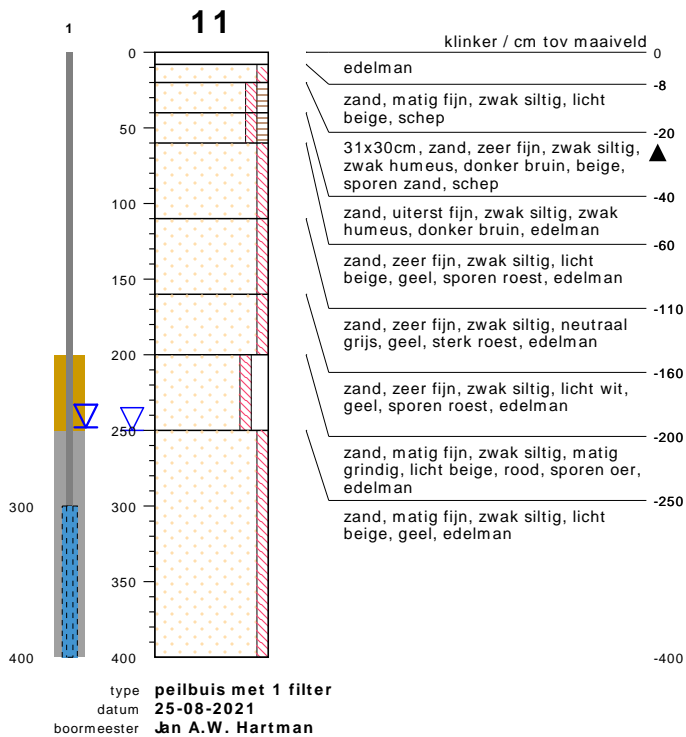 1
11
klinker / cm tov maaiveld
0
0
edelman
-8
zand, matig fijn, zwak siltig, licht
beige, schep
-20
31x30cm, zand, zeer fijn, zwak siltig,
zwak humeus, donker bruin, beige,
sporen zand, schep
-40
50
zand, uiterst fijn, zwak siltig, zwak
humeus, donker bruin, edelman
-60
zand, zeer fijn, zwak siltig, licht
beige, geel, sporen roest, edelman
100
-110
zand, zeer fijn, zwak siltig, neutraal
grijs, geel, sterk roest, edelman
150
-160
zand, zeer fijn, zwak siltig, licht wit,
geel, sporen roest, edelman
200
-200
zand, matig fijn, zwak siltig, matig
grindig, licht beige, rood, sporen oer,
edelman
250
-250
zand, matig fijn, zwak siltig, licht
beige, geel, edelman
300
300
350
400
400
-400
type peilbuis met 1 filter
datum 25-08-2021
boormeester Jan A.W. Hartman